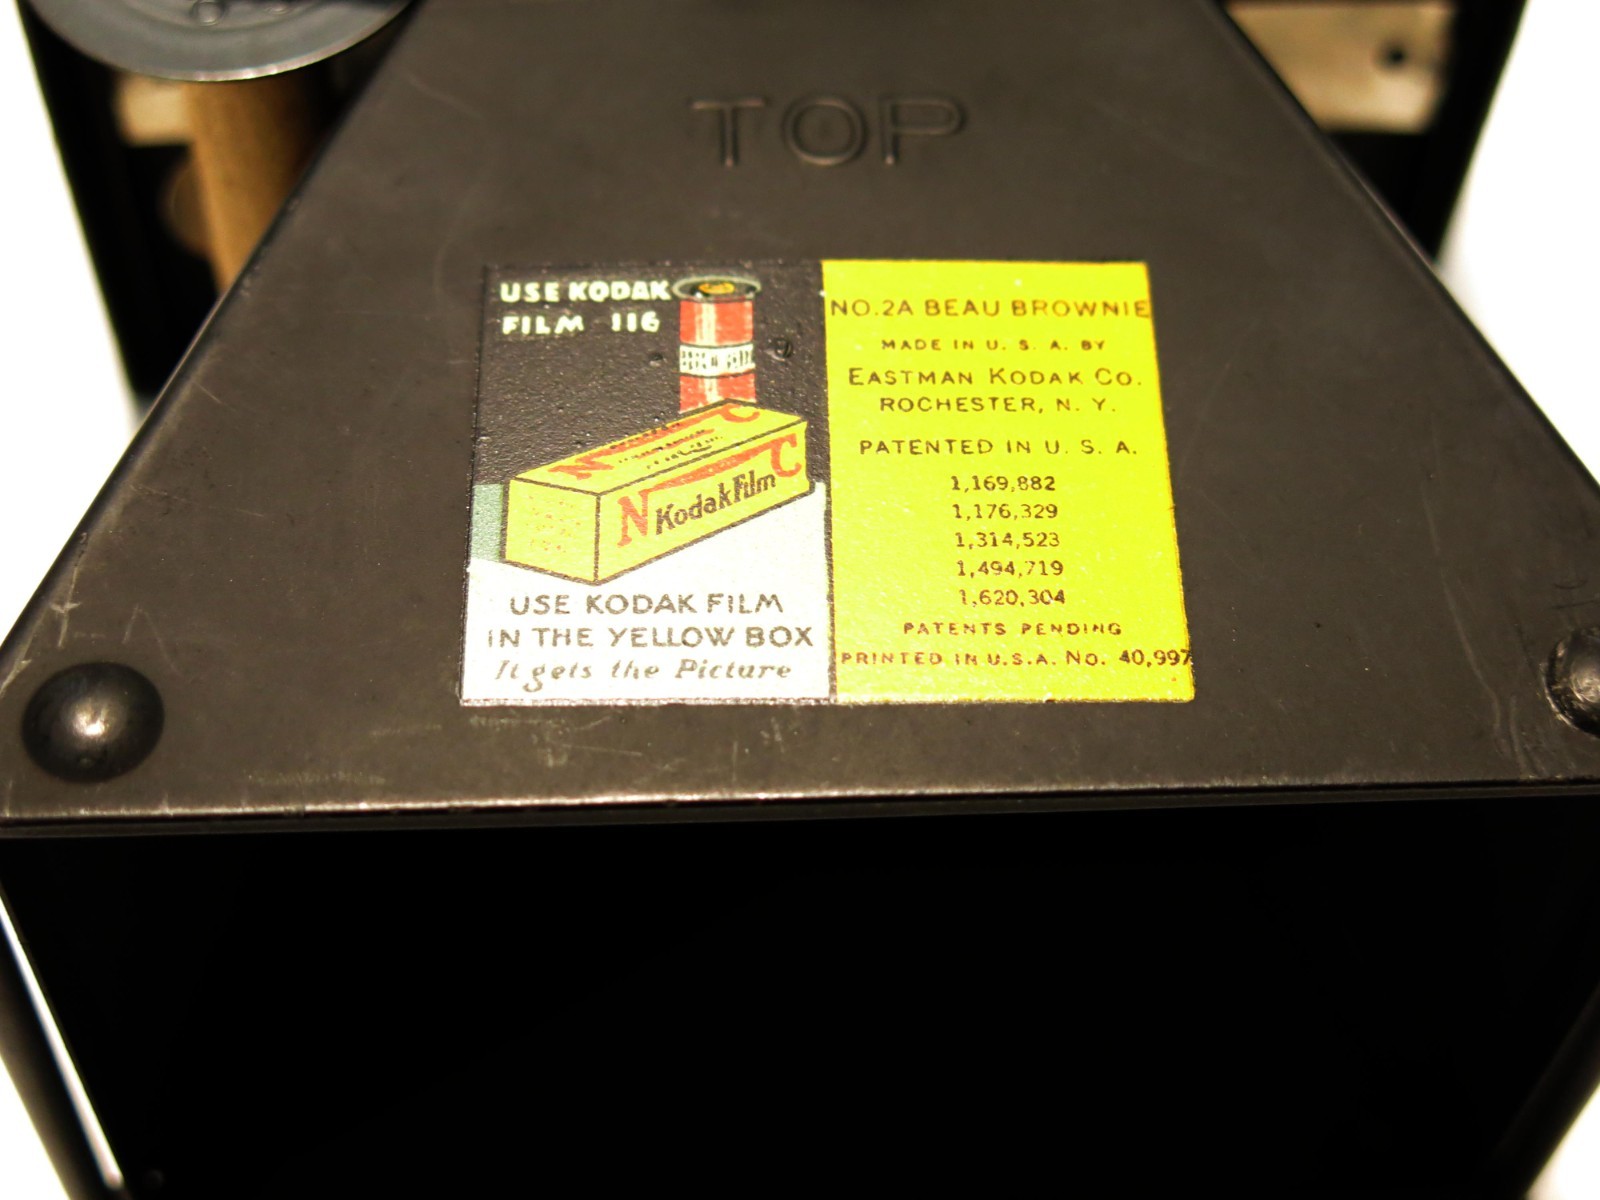 TOP
USE KODAK
FILM 116
N C
N Kodak Film C
USE KODAK FILM
IN THE YELLOW BOX
It gets the Picture
NO.2A BEAU BROWNIE
MADE IN U. S. A. BY
EASTMAN KODAK CO.
ROCHESTER, N. Y.
PATENTED IN U. S. A.
1,169,882
1,176,329
1,314,523
1,494,719
1,620,304
PATENTS PENDING
PRINTED IN U.S.A. No. 40,997